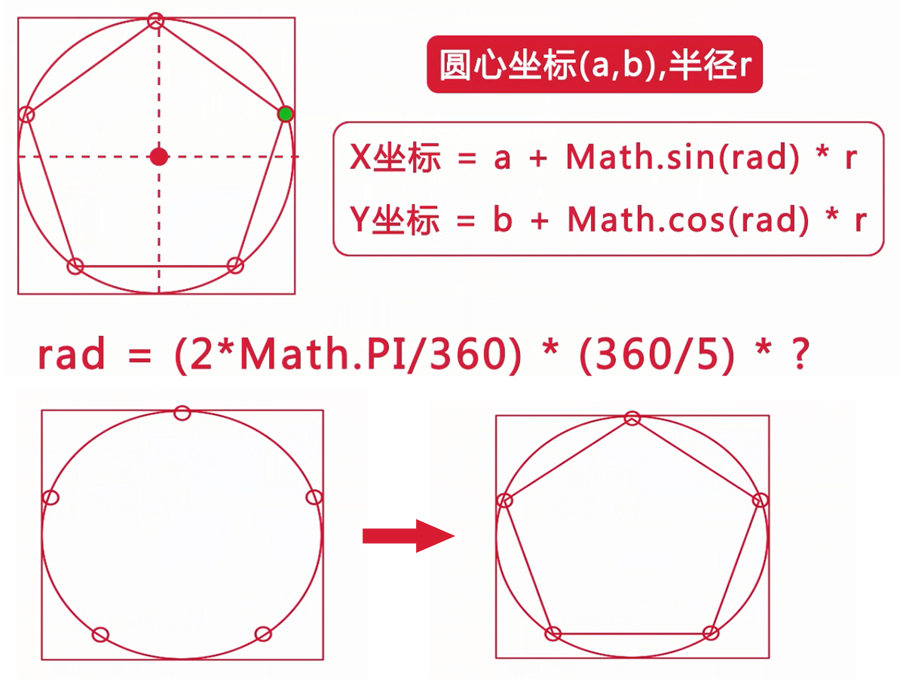 圆心坐标(a,b),半径r
X坐标 = a + Math.sin(rad) * r
Y坐标 = b + Math.cos(rad) * r
rad = (2*Math.PI/360) * (360/5) * ?